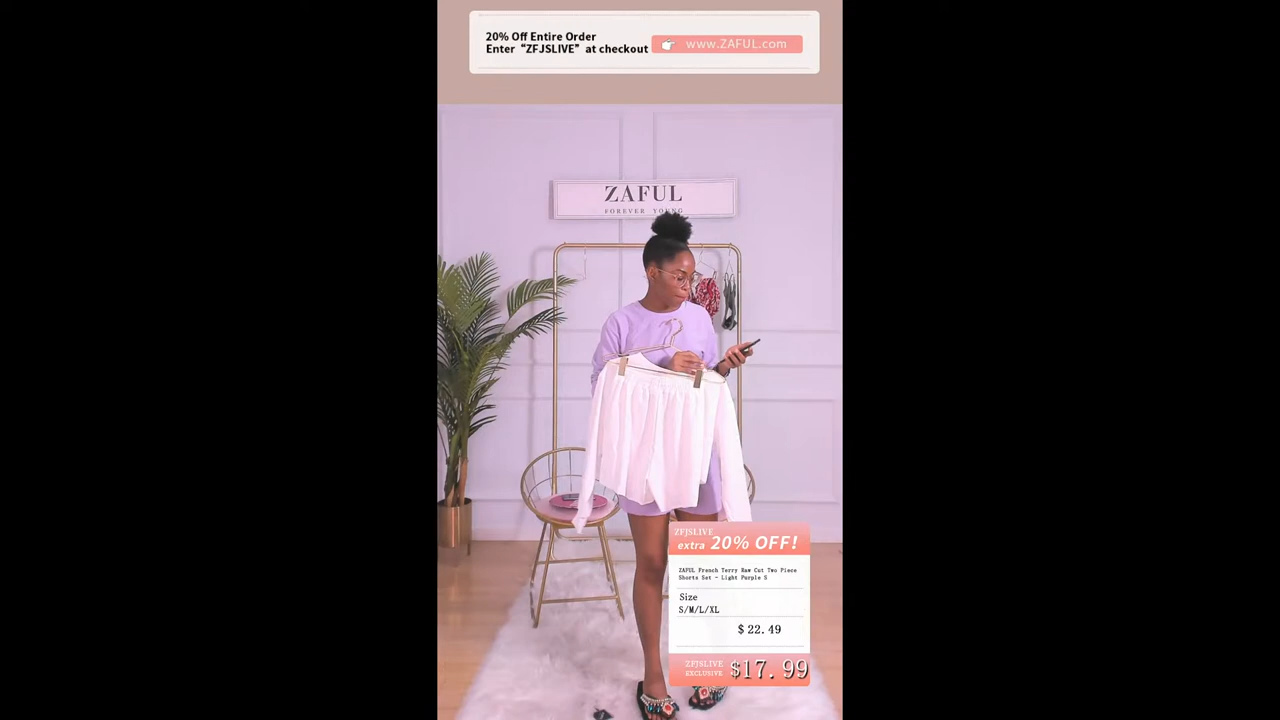 20% Off Entire Order
Enter “ZFJSLIVE” at checkout
www.ZAFUL.com
ZAFUL
FOREVER YOUNG
ZFJSLIVE
extra 20% OFF!
ZAFUL French Terry Raw Cut Two Piece
Shorts Set - Light Purple S
Size
S/M/L/XL
$22.49
ZFJSLIVE
EXCLUSIVE
$17.99